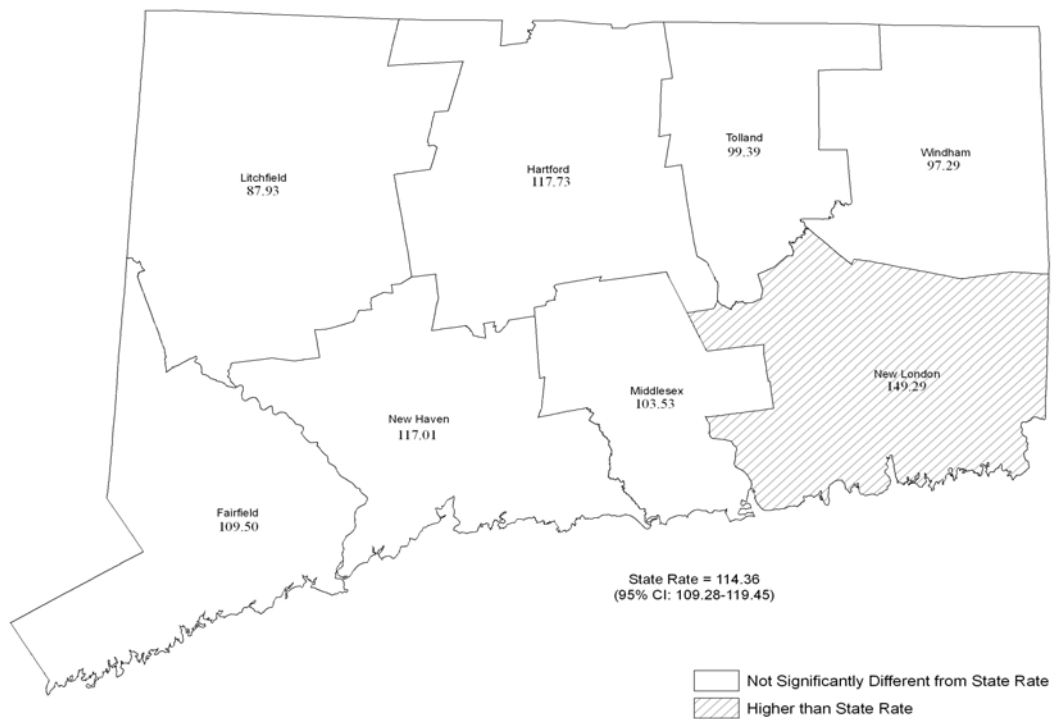 Tolland
99.39
Windham
97.29
Hartford
117.73
Litchfield
87.93
New London
149.29
Middlesex
103.53
New Haven
117.01
Fairfield
109.50
State Rate = 114.36
(95% CI: 109.28-119.45)
Not Significantly Different from State Rate
Higher than State Rate